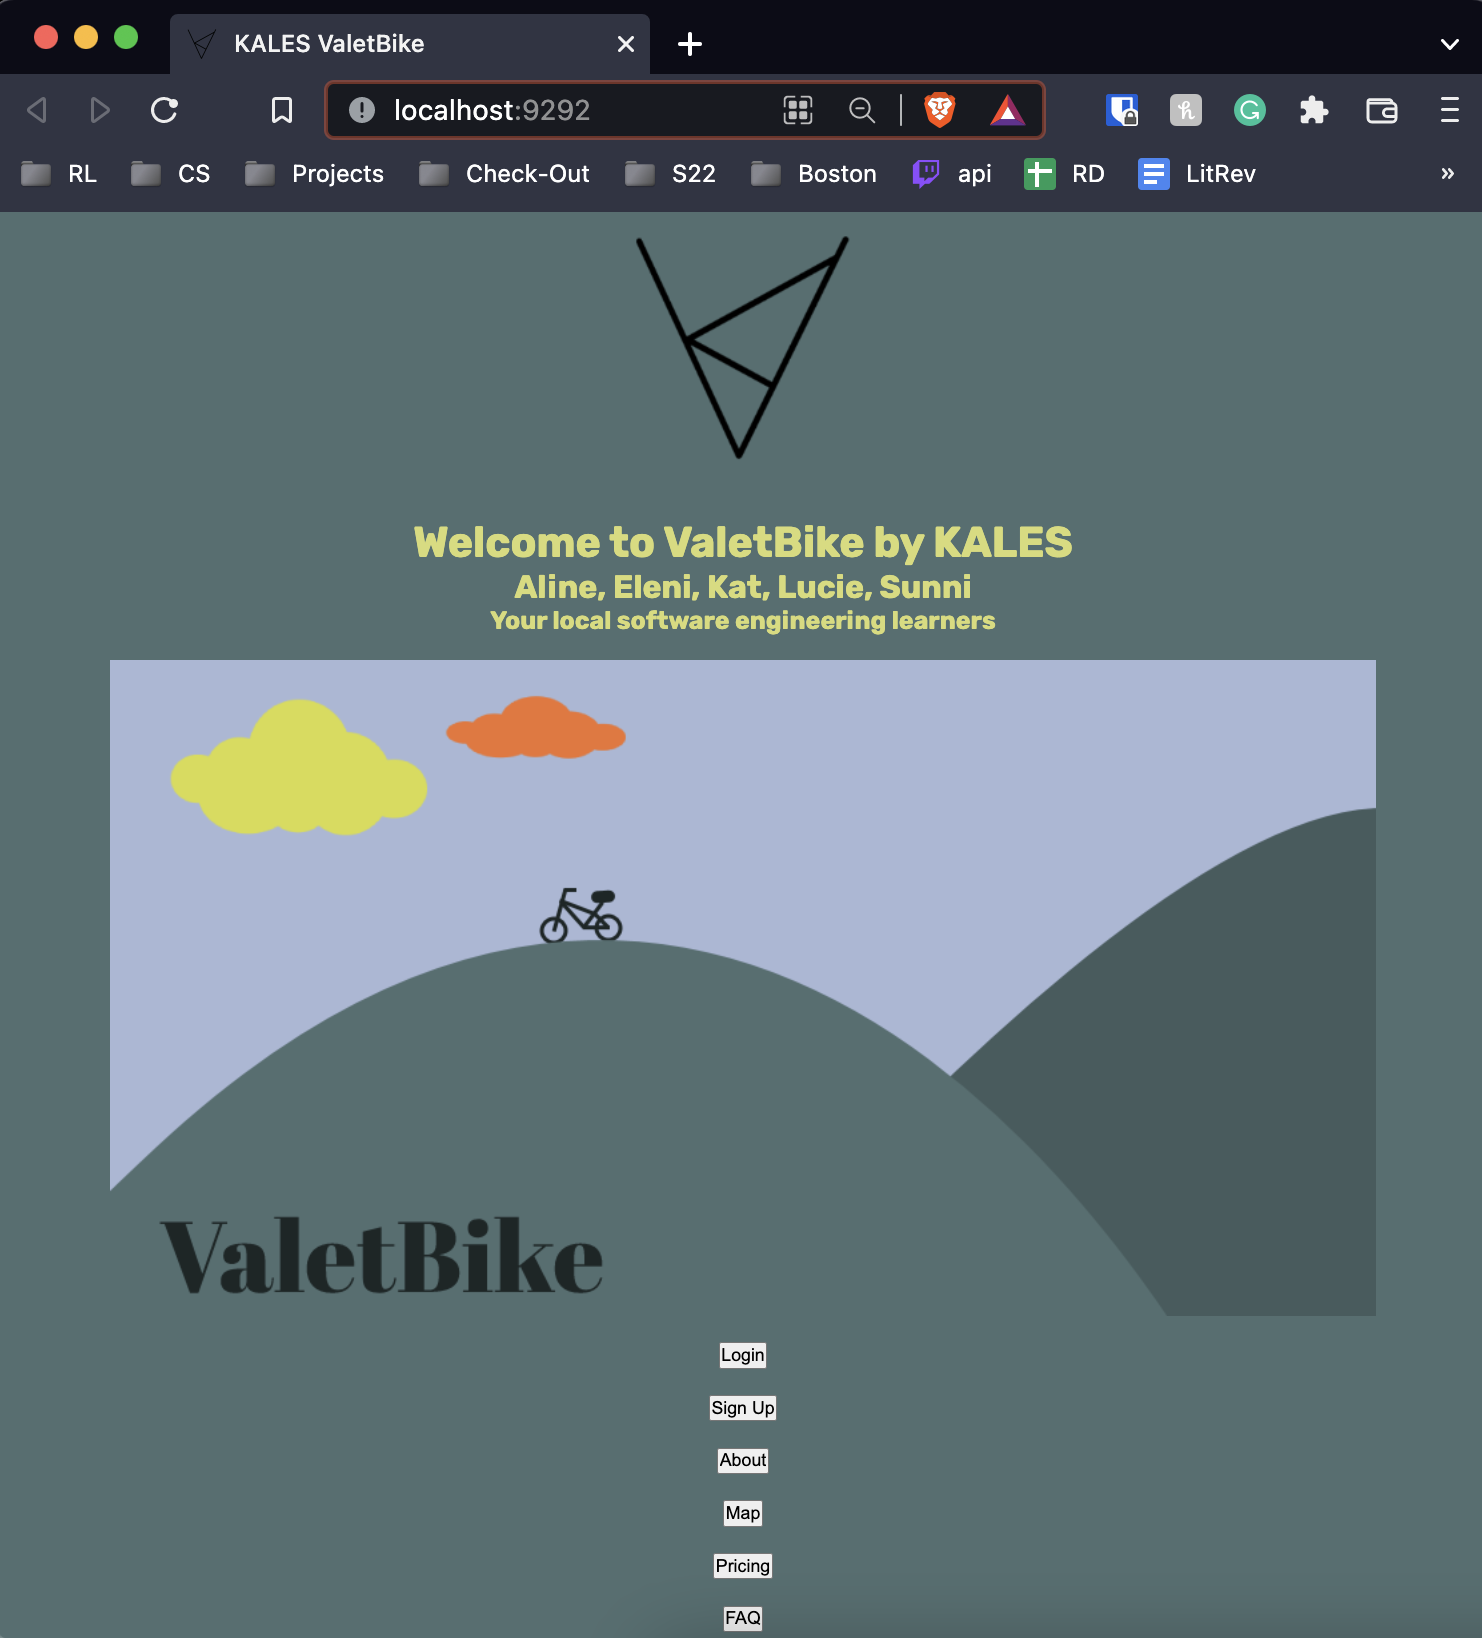 KALES ValetBike
localhost:9292
RL CS Projects Check-Out S22 Boston api RD LitRev »
Welcome to ValetBike by KALES
Aline, Eleni, Kat, Lucie, Sunni
Your local software engineering learners
ValetBike
Login
Sign Up
About
Map
Pricing
FAQ